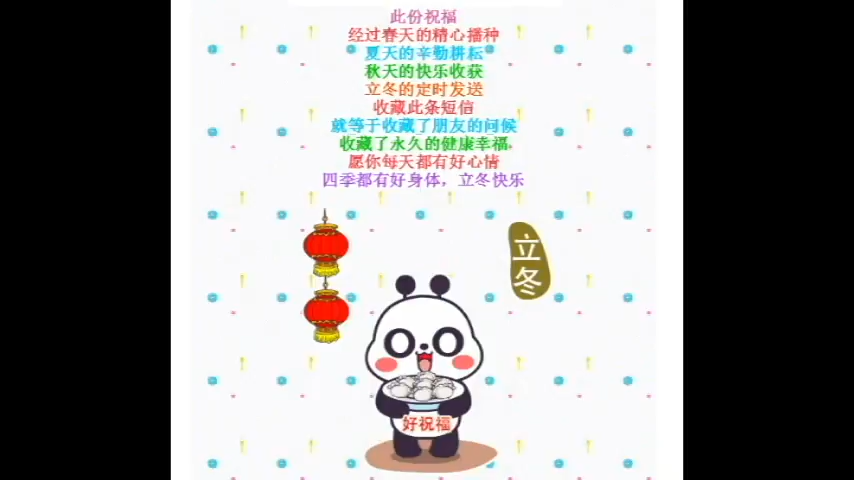 此份祝福
经过春天的精心播种
夏天的辛勤耕耘
秋天的快乐收获
立冬的定时发送
收藏此条短信
就等于收藏了朋友的问候
收藏了永久的健康幸福。
愿你每天都有好心情
四季都有好身体，立冬快乐
立冬
好祝福